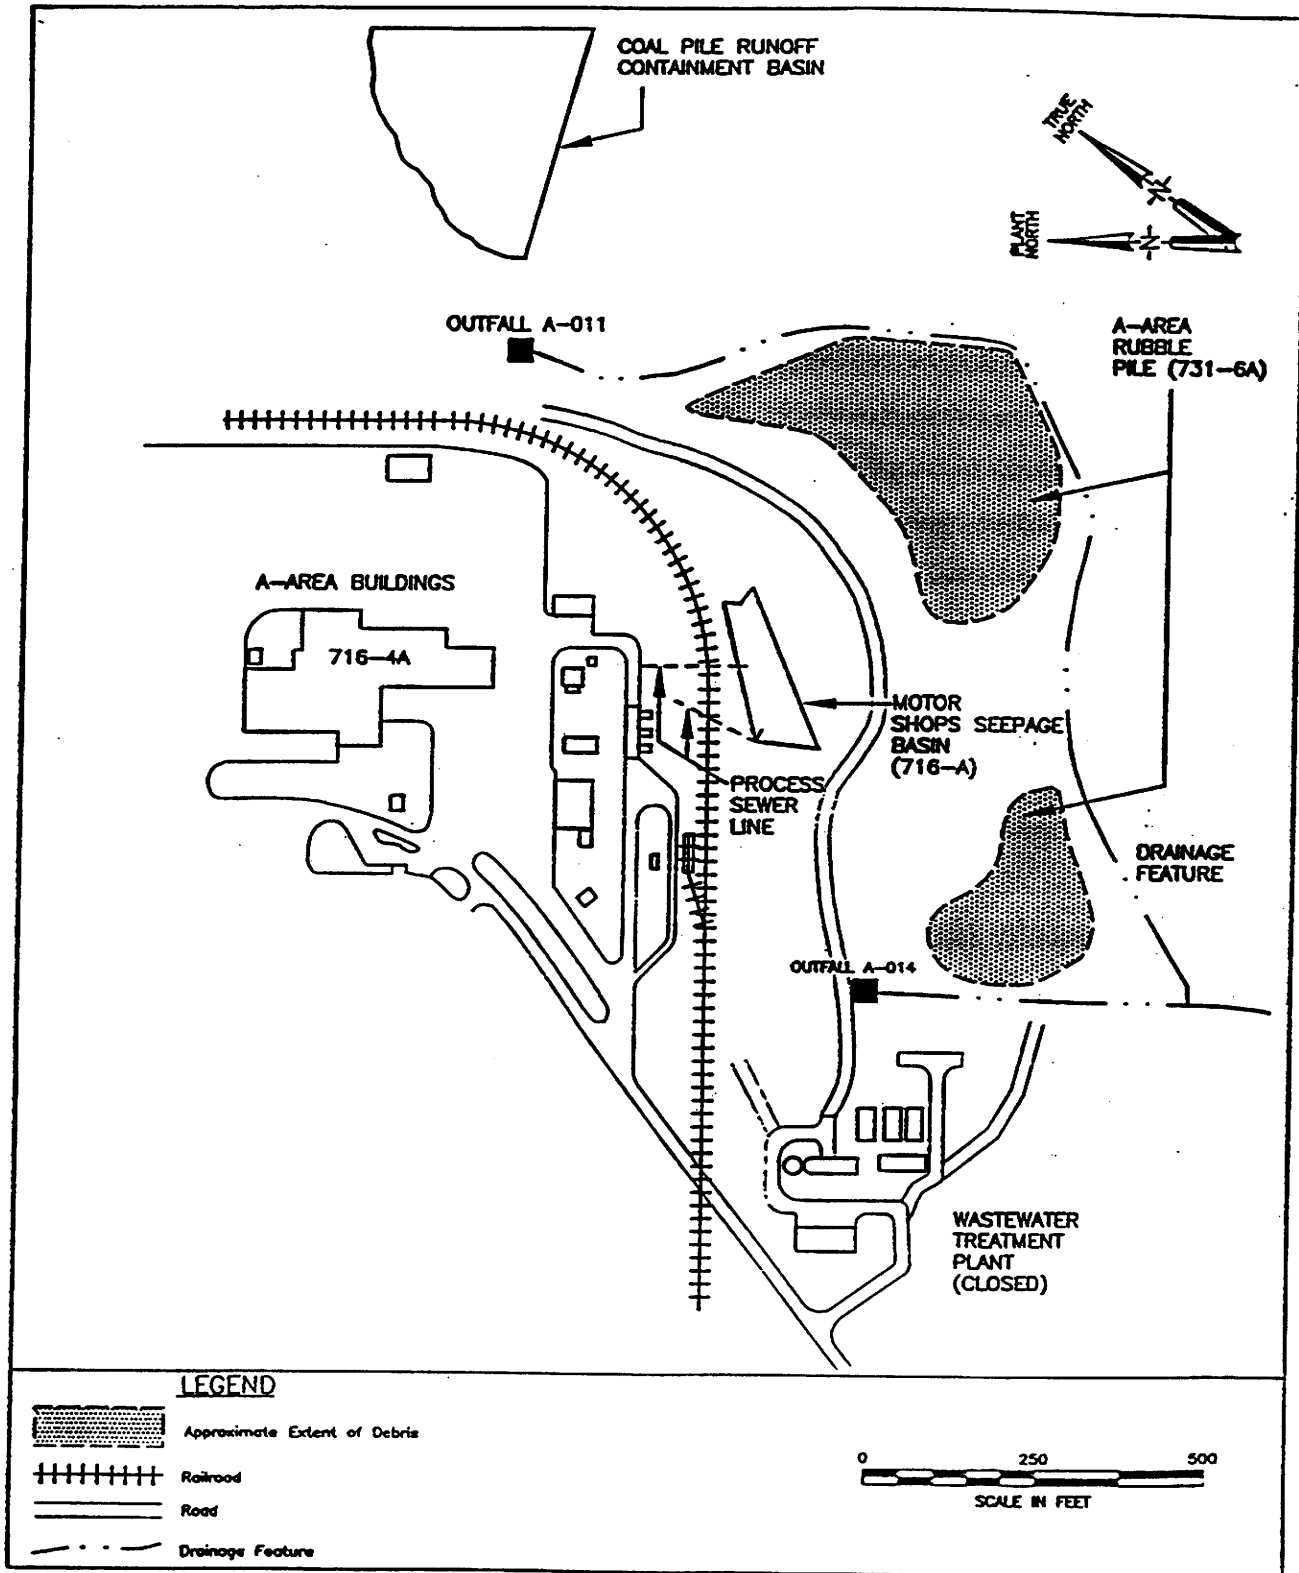 COAL PILE RUNOFF
CONTAINMENT BASIN
TRUE
NORTH
N
PLANT
NORTH
N
OUTFALL A-011
A-AREA
RUBBLE
PILE (731-6A)
A-AREA BUILDINGS
716-4A
MOTOR
SHOPS SEEPAGE
BASIN
(716-A)
PROCESS
SEWER
LINE
DRAINAGE
FEATURE
OUTFALL A-014
WASTEWATER
TREATMENT
PLANT
(CLOSED)
LEGEND
Approximate Extent of Debris
Railroad
Road
Drainage Feature
0 250 500
SCALE IN FEET